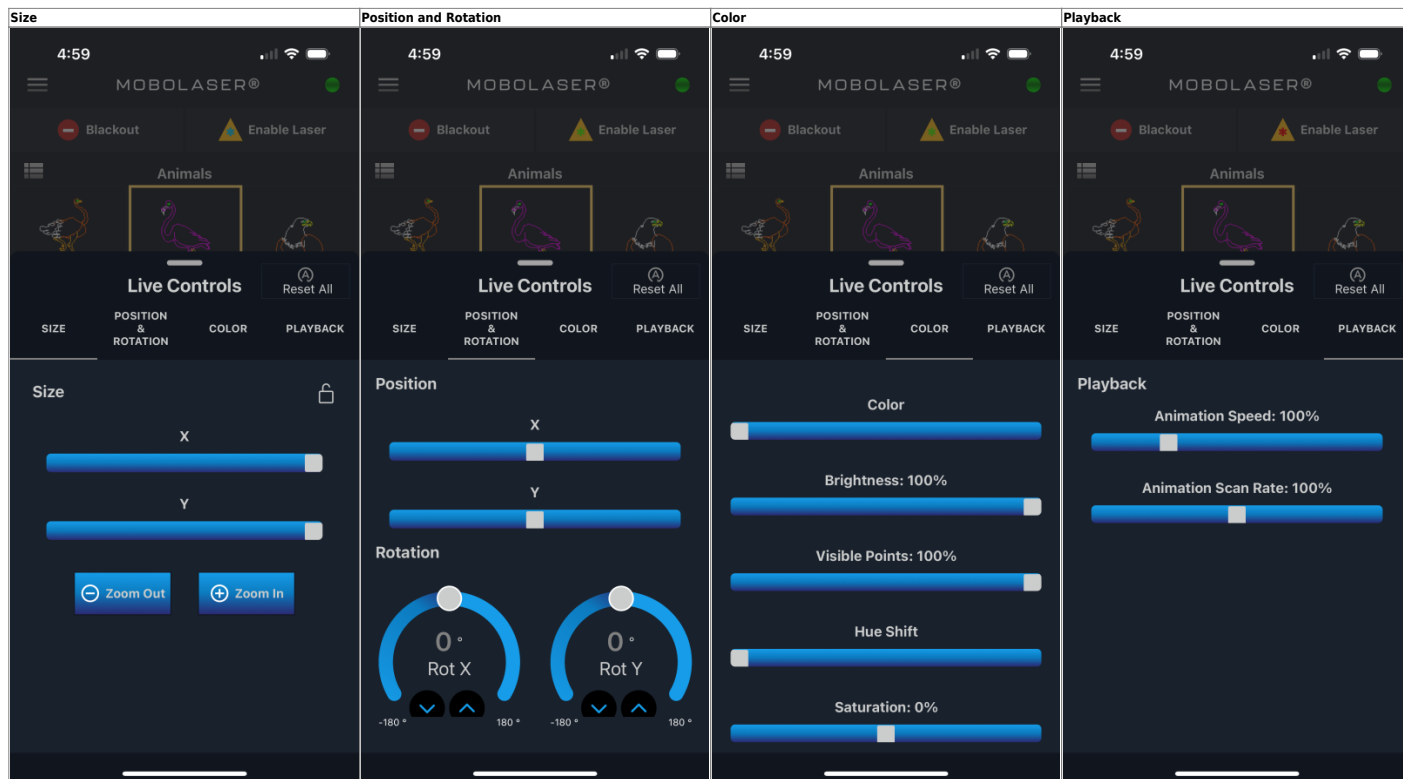 Size
Position and Rotation
Color
Playback
4:59
MOBOLASER®
Blackout
Enable Laser
Animals
Live Controls
Reset All
SIZE
POSITION
&
ROTATION
COLOR
PLAYBACK
Size
X
Y
Zoom Out
Zoom In
4:59
MOBOLASER®
Blackout
Enable Laser
Animals
Live Controls
Reset All
SIZE
POSITION
&
ROTATION
COLOR
PLAYBACK
Position
X
Y
Rotation
0 °
Rot X
-180 °
180 °
0 °
Rot Y
-180 °
180 °
4:59
MOBOLASER®
Blackout
Enable Laser
Animals
Live Controls
Reset All
SIZE
POSITION
&
ROTATION
COLOR
PLAYBACK
Color
Brightness: 100%
Visible Points: 100%
Hue Shift
Saturation: 0%
4:59
MOBOLASER®
Blackout
Enable Laser
Animals
Live Controls
Reset All
SIZE
POSITION
&
ROTATION
COLOR
PLAYBACK
Playback
Animation Speed: 100%
Animation Scan Rate: 100%